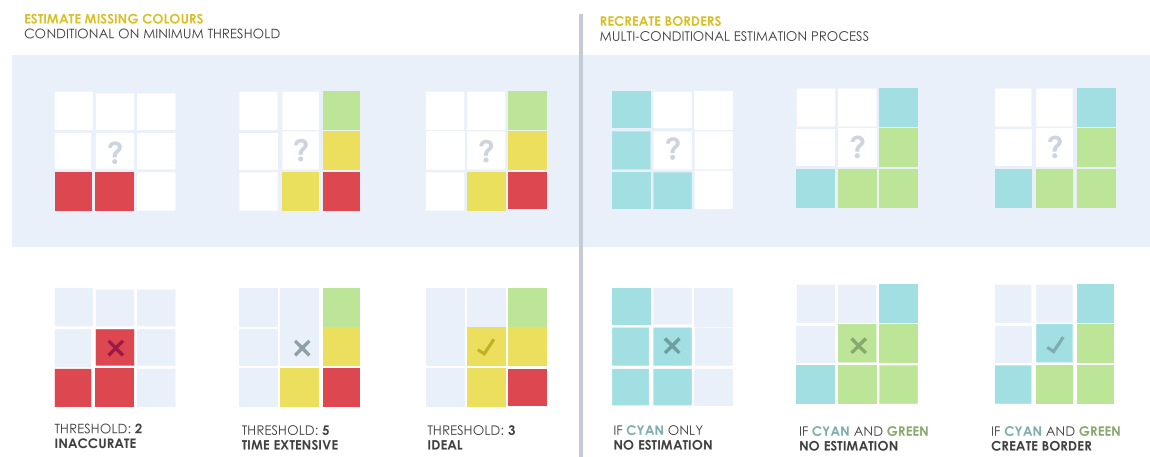 ESTIMATE MISSING COLOURS
CONDITIONAL ON MINIMUM THRESHOLD
?
?
?
THRESHOLD: 2
INACCURATE
THRESHOLD: 5
TIME EXTENSIVE
THRESHOLD: 3
IDEAL
RECREATE BORDERS
MULTI-CONDITIONAL ESTIMATION PROCESS
?
?
?
IF CYAN ONLY
NO ESTIMATION
IF CYAN AND GREEN
NO ESTIMATION
IF CYAN AND GREEN
CREATE BORDER